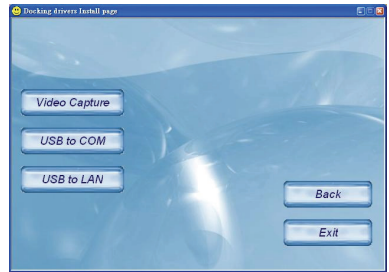 Docking drivers Install page
Video Capture
USB to COM
USB to LAN
Back
Exit